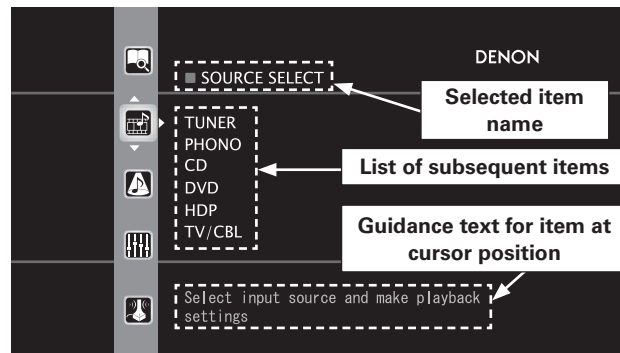 DENON
SOURCE SELECT
Selected item
name
TUNER
PHONO
CD
DVD
HDP
TV/CBL
List of subsequent items
Guidance text for item at
cursor position
Select input source and make playback
settings